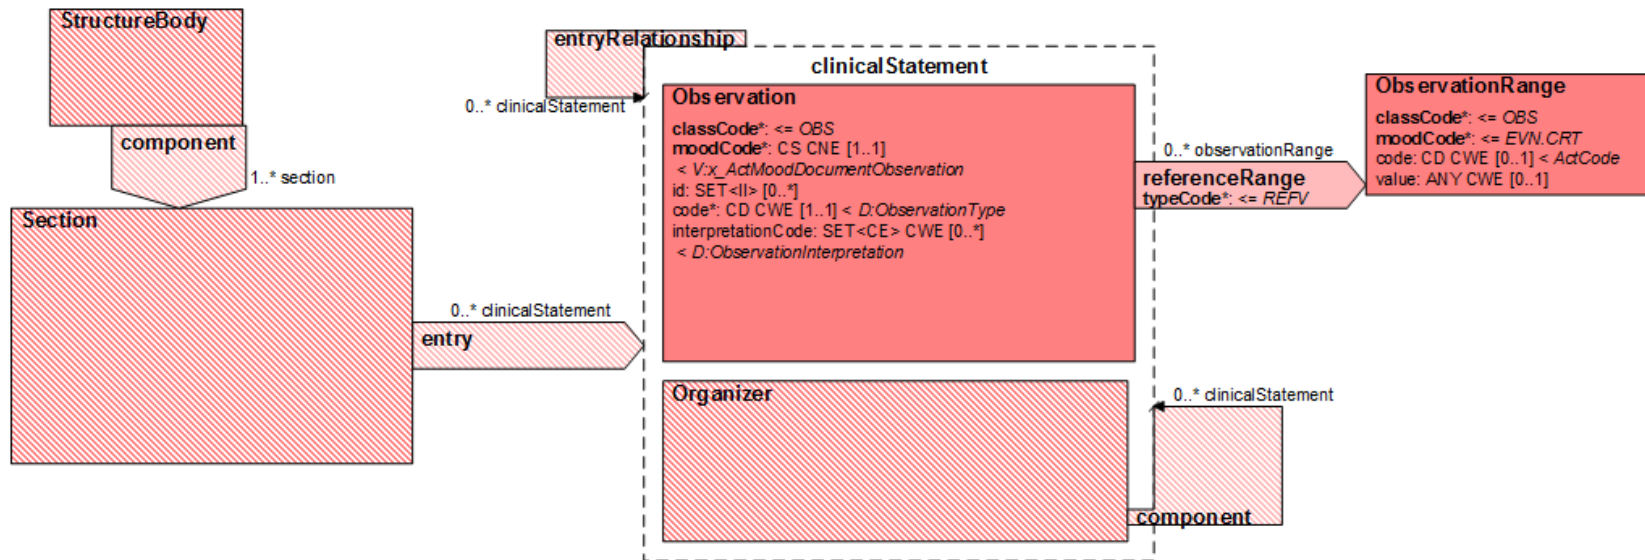 StructureBody
component
1..* section
Section
0..* clinicalStatement
entry
entryRelationship
0..* clinicalStatement
clinicalStatement
Observation
classCode*: <= OBS
moodCode*: CS CNE [1..1]
< V:x_ActMoodDocumentObservation
id: SET<II> [0..*]
code*: CD CWE [1..1] < D:ObservationType
interpretationCode: SET<CE> CWE [0..*]
< D:ObservationInterpretation
0..* observationRange
referenceRange
typeCode*: <= REFV
ObservationRange
classCode*: <= OBS
moodCode*: <= EVN.CRT
code: CD CWE [0..1] < ActCode
value: ANY CWE [0..1]
Organizer
0..* clinicalStatement
component